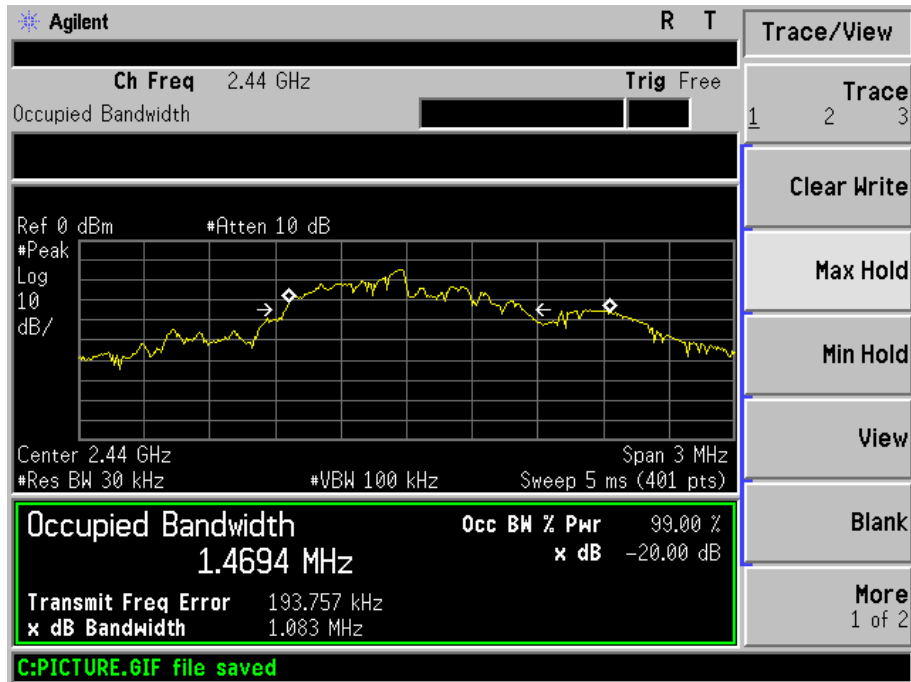 Agilent R T
Ch Freq 2.44 GHz Trig Free
Occupied Bandwidth
Ref 0 dBm #Atten 10 dB
#Peak
Log
10
dB/
Center 2.44 GHz Span 3 MHz
#Res BW 30 kHz #VBW 100 kHz Sweep 5 ms (401 pts)
Occupied Bandwidth Occ BW % Pwr 99.00 %
1.4694 MHz x dB -20.00 dB
Transmit Freq Error 193.757 kHz
x dB Bandwidth 1.083 MHz
C:PICTURE.GIF file saved
Trace/View
Trace
1 2 3
Clear Write
Max Hold
Min Hold
View
Blank
More
1 of 2